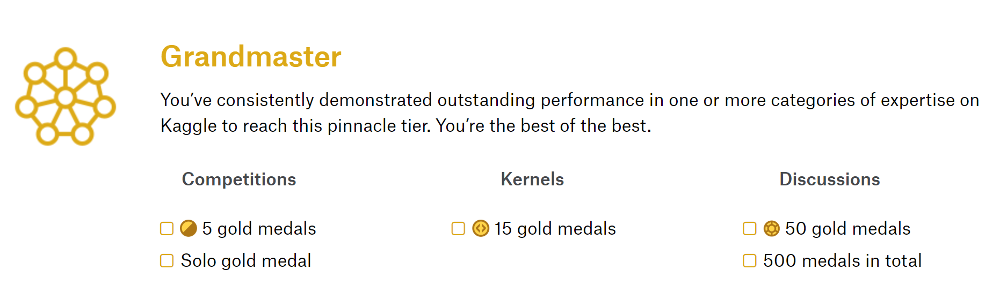 Grandmaster
You’ve consistently demonstrated outstanding performance in one or more categories of expertise on
Kaggle to reach this pinnacle tier. You’re the best of the best.
Competitions
5 gold medals
Solo gold medal
Kernels
15 gold medals
Discussions
50 gold medals
500 medals in total